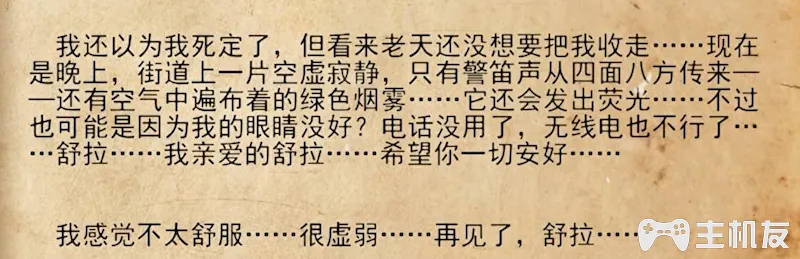 我还以为我死定了，但看来老天还没想要把我收走……现在
是晚上，街道上一片空虚寂静，只有警笛声从四面八方传来—
—还有空气中遍布着的绿色烟雾……它还会发出荧光……不过
也可能是因为我的眼睛没好？电话没用了，无线电也不行了…
…舒拉……我亲爱的舒拉……希望你一切安好……
我感觉不太舒服……很虚弱……再见了，舒拉……
主机友